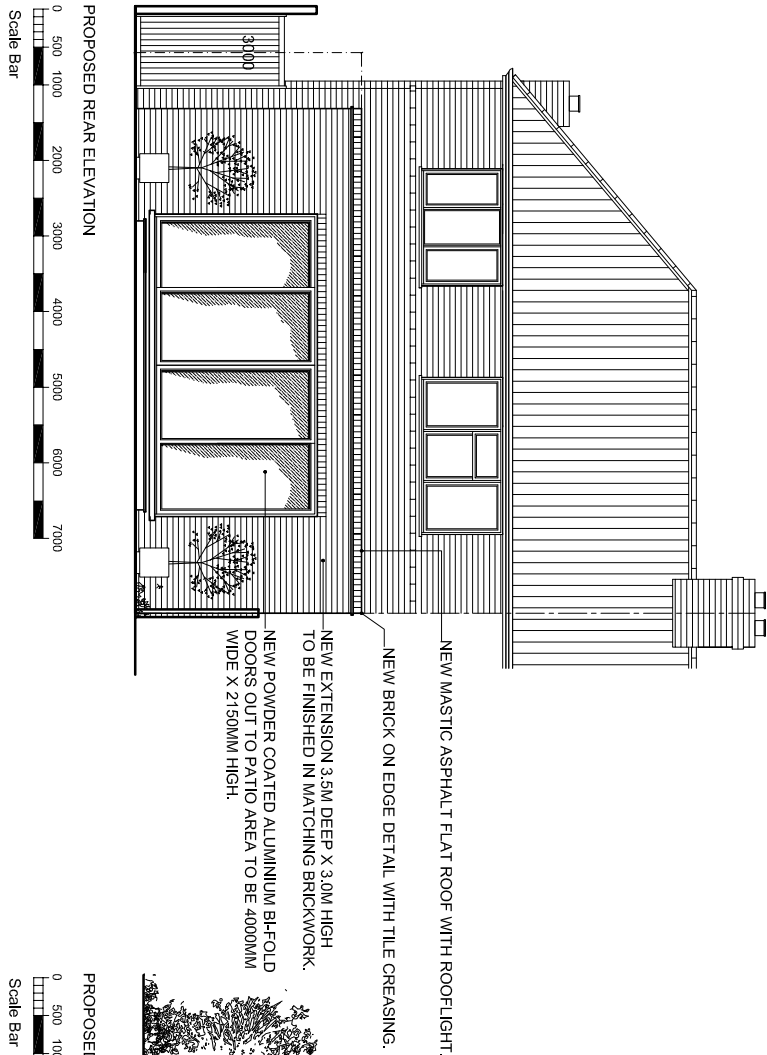 3000
NEW MASTIC ASPHALT FLAT ROOF WITH ROOFLIGHT.
NEW BRICK ON EDGE DETAIL WITH TILE CREASING.
NEW EXTENSION 3.5M DEEP X 3.0M HIGH
TO BE FINISHED IN MATCHING BRICKWORK.
NEW POWDER COATED ALUMINIUM BI-FOLD
DOORS OUT TO PATIO AREA TO BE 4000MM
WIDE X 2150MM HIGH.
PROPOSED REAR ELEVATION
0 500 1000 2000 3000 4000 5000 6000 7000
Scale Bar
PROPOSE
0 500 100
Scale Bar